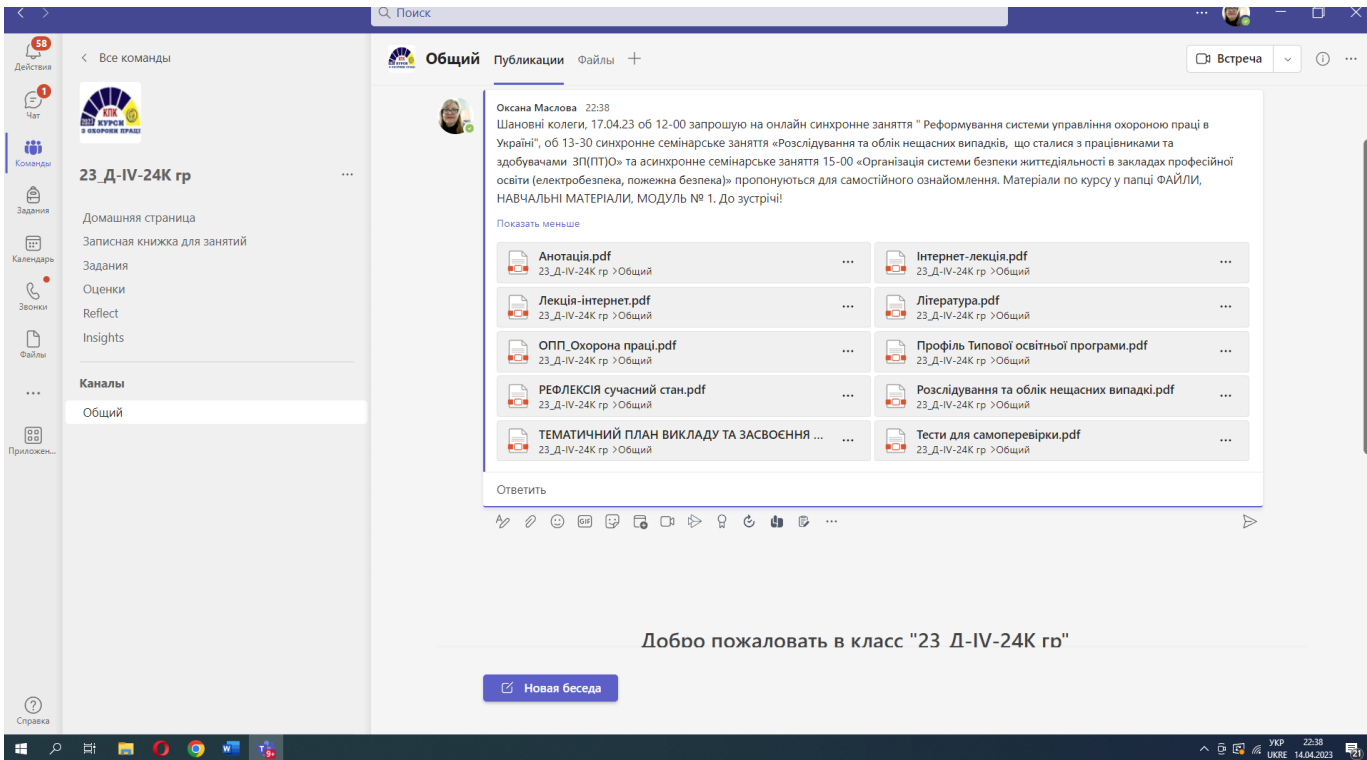 Поиск
58
Действия
1
Чат
Команды
Задания
Календарь
Звонки
Файлы
Приложен...
Справка
Все команды
КПК
КУРСИ
З ОХОРОНИ ПРАЦІ
23_Д-IV-24К гр
Домашняя страница
Записная книжка для занятий
Задания
Оценки
Reflect
Insights
Каналы
Общий
Общий Публикации Файлы
Встреча
Оксана Маслова 22:38
Шановні колеги, 17.04.23 об 12-00 запрошую на онлайн синхронне заняття " Реформування системи управління охороною праці в
Україні", об 13-30 синхронне семінарське заняття «Розслідування та облік нещасних випадків, що сталися з працівниками та
здобувачами ЗП(ПТ)О» та асинхронне семінарське заняття 15-00 «Організація системи безпеки життєдіяльності в закладах професійної
освіти (електробезпека, пожежна безпека)» пропонуються для самостійного ознайомлення. Матеріали по курсу у папці ФАЙЛИ,
НАВЧАЛЬНІ МАТЕРІАЛИ, МОДУЛЬ № 1. До зустрічі!
Показать меньше
Анотація.pdf
23_Д-IV-24К гр >Общий
Інтернет-лекція.pdf
23_Д-IV-24К гр >Общий
Лекція-інтернет.pdf
23_Д-IV-24К гр >Общий
Література.pdf
23_Д-IV-24К гр >Общий
ОПП_Охорона праці.pdf
23_Д-IV-24К гр >Общий
Профіль Типової освітньої програми.pdf
23_Д-IV-24К гр >Общий
РЕФЛЕКСІЯ сучасний стан.pdf
23_Д-IV-24К гр >Общий
Розслідування та облік нещасних випадкі.pdf
23_Д-IV-24К гр >Общий
ТЕМАТИЧНИЙ ПЛАН ВИКЛАДУ ТА ЗАСВОЄННЯ ...
23_Д-IV-24К гр >Общий
Тести для самоперевірки.pdf
23_Д-IV-24К гр >Общий
Ответить
GIF
Добро пожаловать в класс "23_Д-IV-24К гр"
Новая беседа
9+
УКР 22:38
UKRE 14.04.2023
21